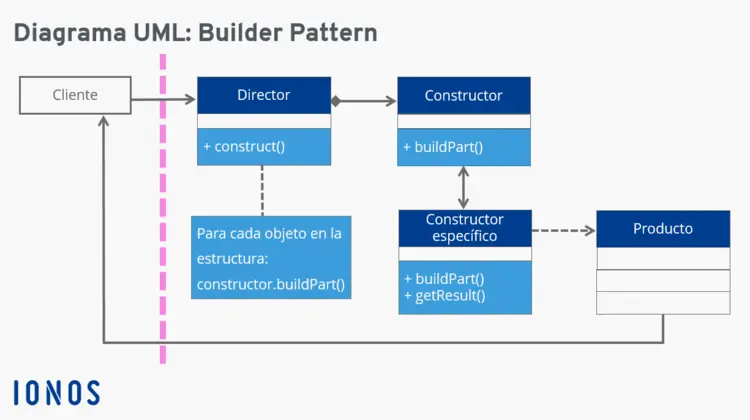 Diagrama UML: Builder Pattern
Cliente
Director
+ construct()
Constructor
+ buildPart()
Para cada objeto en la
estructura:
constructor.buildPart()
Constructor
específico
+ buildPart()
+ getResult()
Producto
IONOS